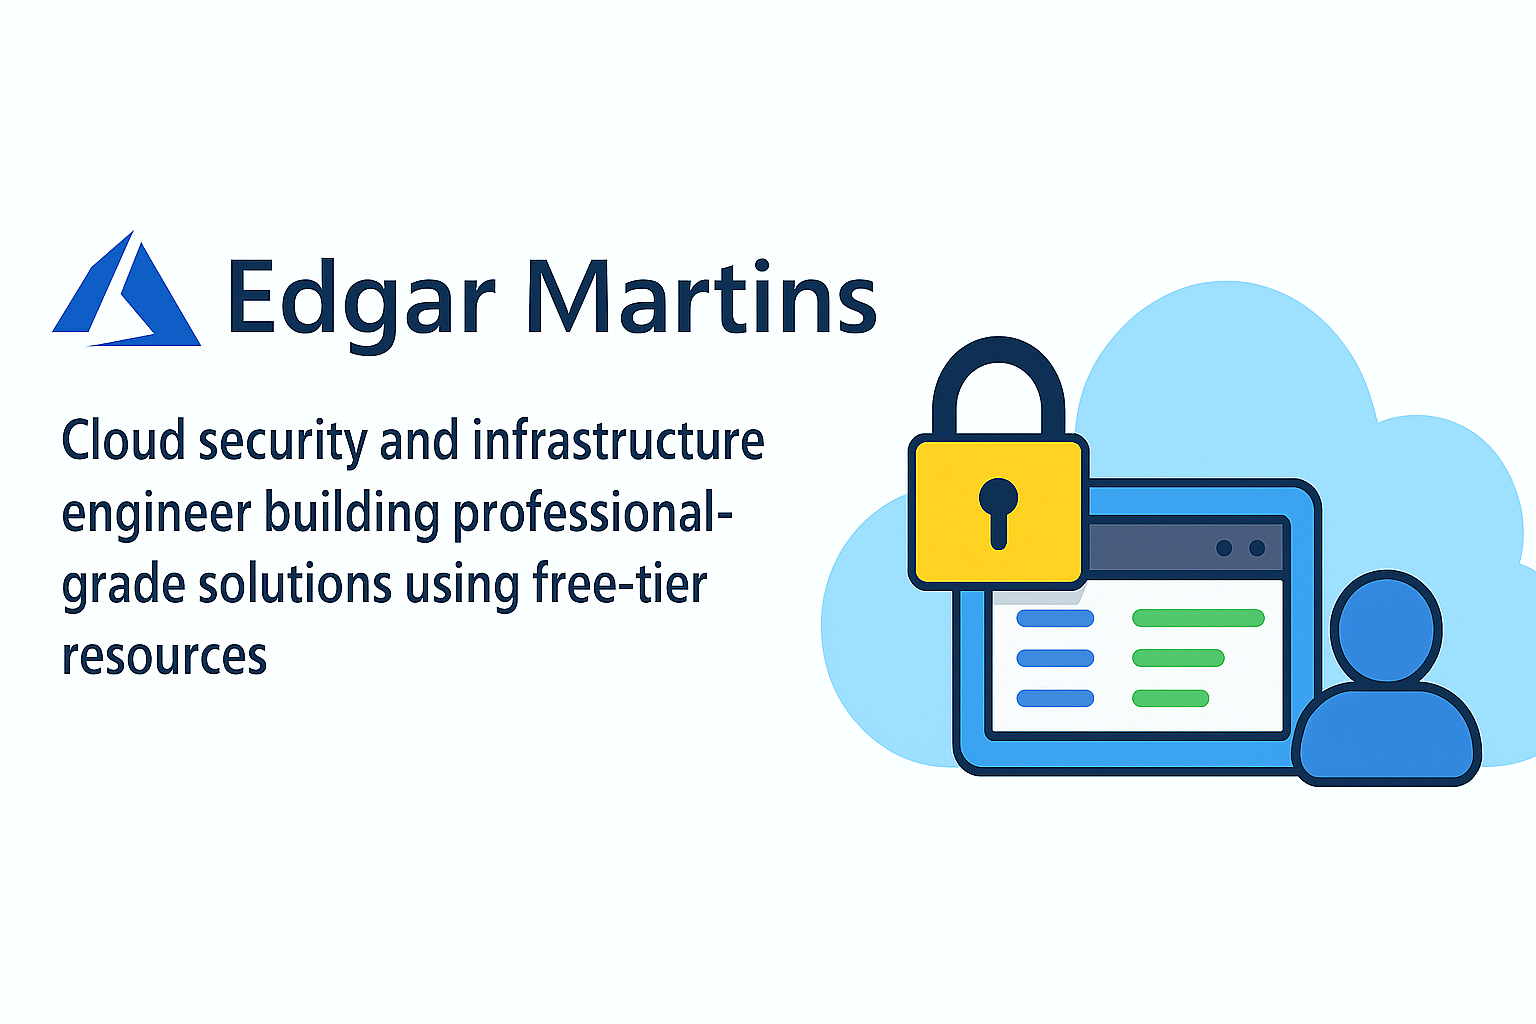 Edgar Martins
Cloud security and infrastructure
engineer building professional-
grade solutions using free-tier
resources